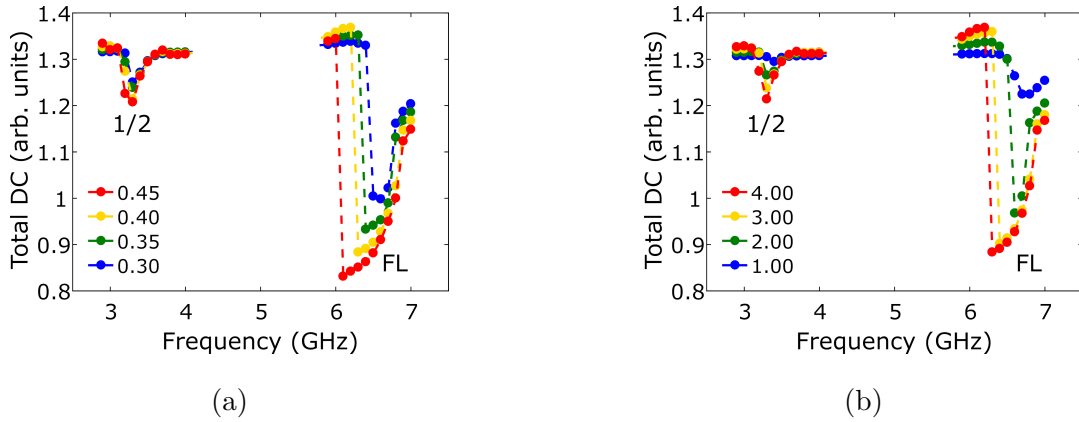 1.4
1.3
1.2
1.1
1
0.9
0.8
Total DC (arb. units)
1/2
0.45
0.40
0.35
0.30
FL
3 4 5 6 7
Frequency (GHz)
(a)
1.4
1.3
1.2
1.1
1
0.9
0.8
Total DC (arb. units)
1/2
4.00
3.00
2.00
1.00
FL
3 4 5 6 7
Frequency (GHz)
(b)